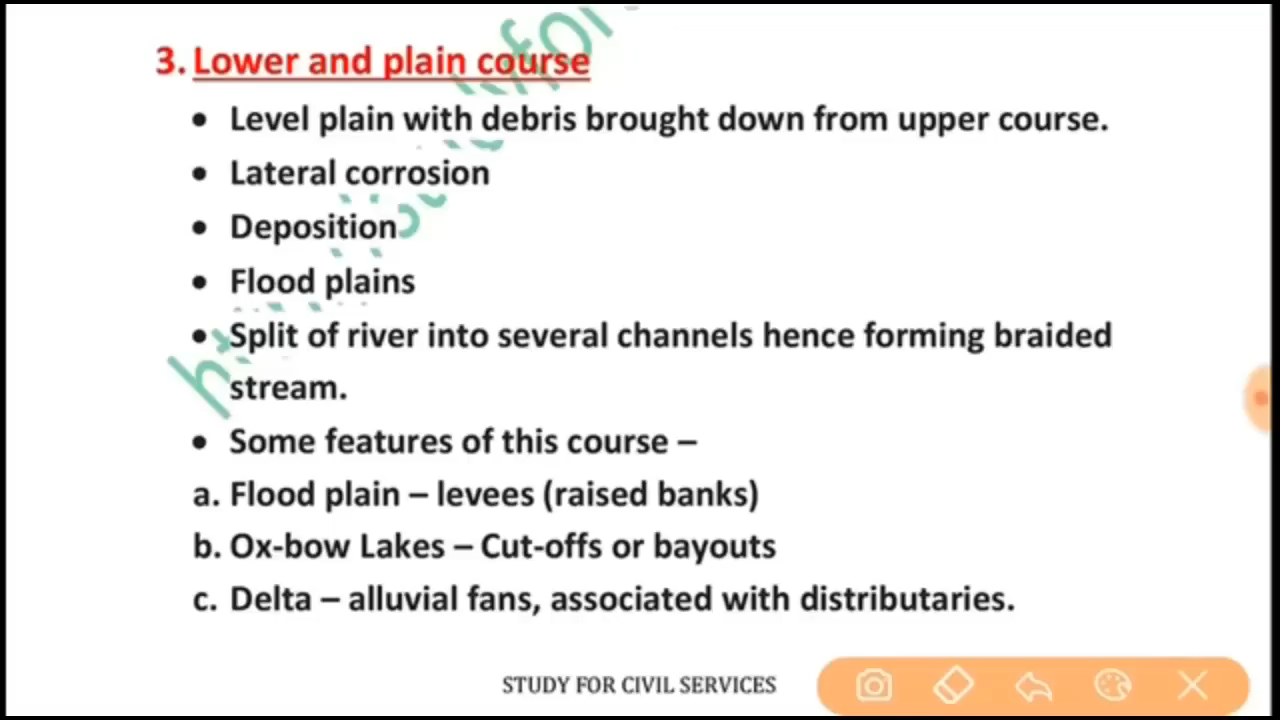 3. Lower and plain course
• Level plain with debris brought down from upper course.
• Lateral corrosion
• Deposition
• Flood plains
• Split of river into several channels hence forming braided
stream.
• Some features of this course –
a. Flood plain – levees (raised banks)
b. Ox-bow Lakes – Cut-offs or bayouts
c. Delta – alluvial fans, associated with distributaries.
STUDY FOR CIVIL SERVICES